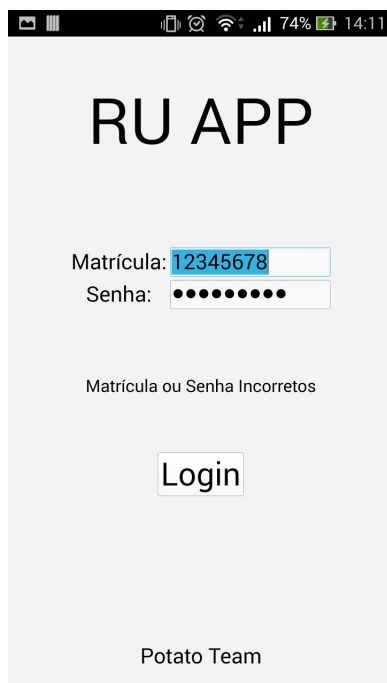 74% 14:11
RU APP
Matrícula: 12345678
Senha: ●●●●●●●●●
Matrícula ou Senha Incorretos
Login
Potato Team